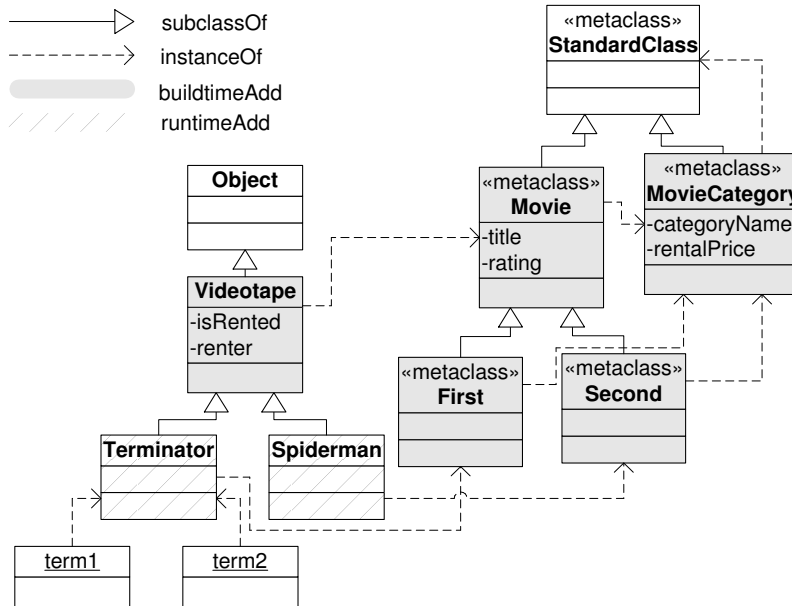 subclassOf
instanceOf
buildtimeAdd
runtimeAdd
«metaclass»
StandardClass
Object
«metaclass»
Movie
-title
-rating
«metaclass»
MovieCategory
-categoryName
-rentalPrice
Videotape
-isRented
-renter
«metaclass»
First
«metaclass»
Second
Terminator
Spiderman
term1
term2